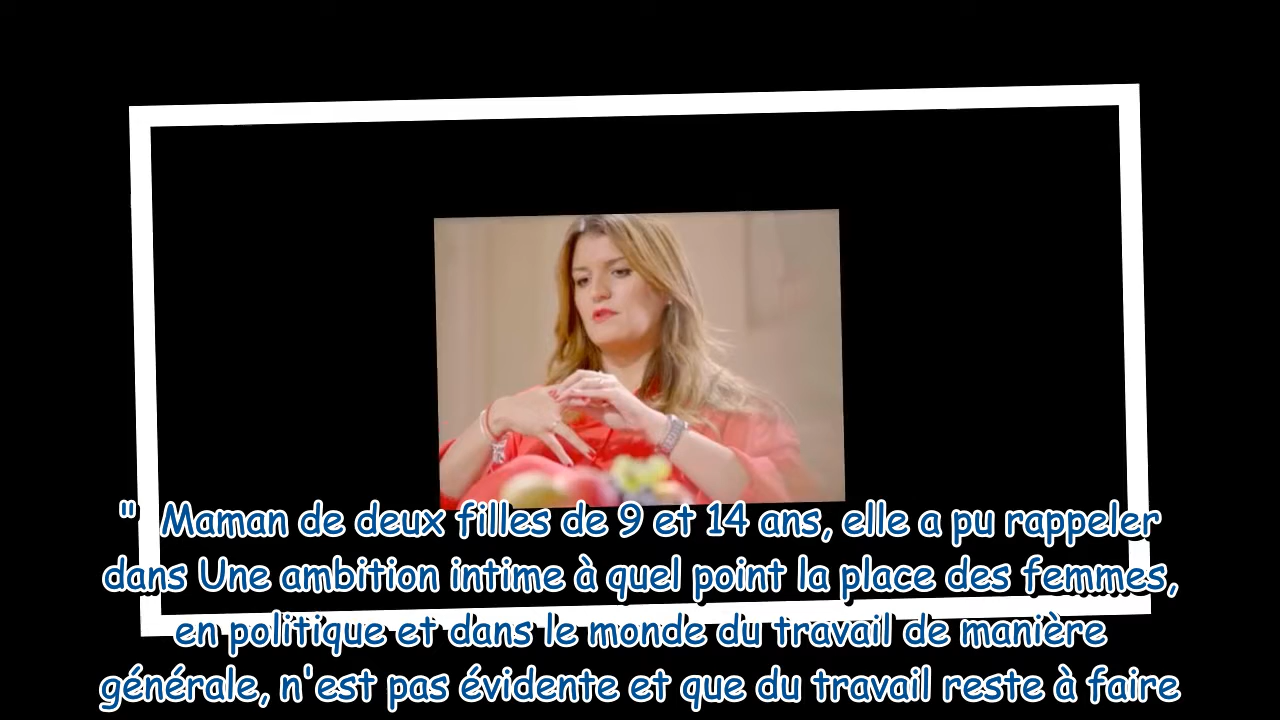 " Maman de deux filles de 9 et 14 ans, elle a pu rappeler
dans Une ambition intime à quel point la place des femmes,
en politique et dans le monde du travail de manière
générale, n'est pas évidente et que du travail reste à faire